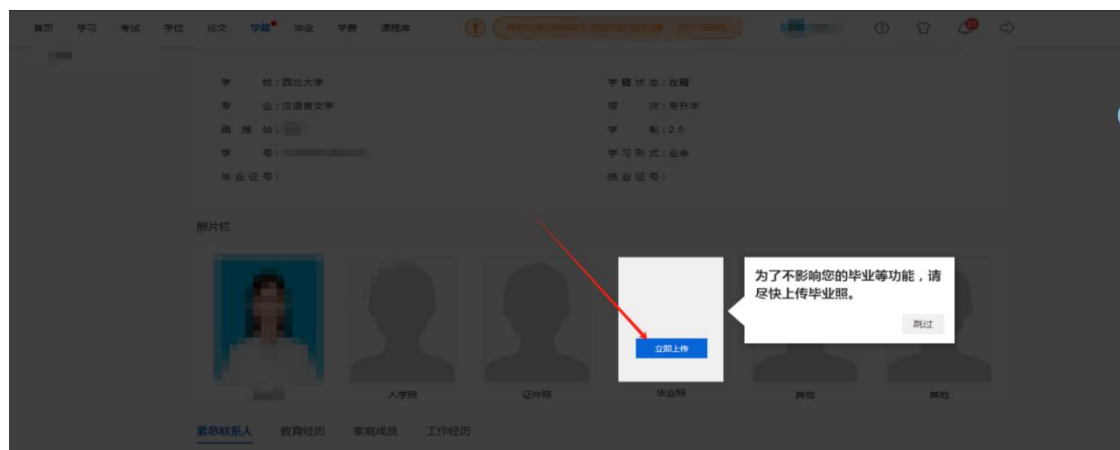 首页 学习 考试 学位 论文 学籍 毕业 学费 课程库
学 校：西北大学 学籍状态：在籍
专 业：汉语言文学 层 次：专升本
函 授 站： 学 制：2.5
学 号： 学习形式：业余
毕业证号： 结业证号：
照片栏
为了不影响您的毕业等功能，请
尽快上传毕业照。
跳过
立即上传
入学照 证件照 毕业照 其他 其他
紧急联系人 教育经历 家庭成员 工作经历